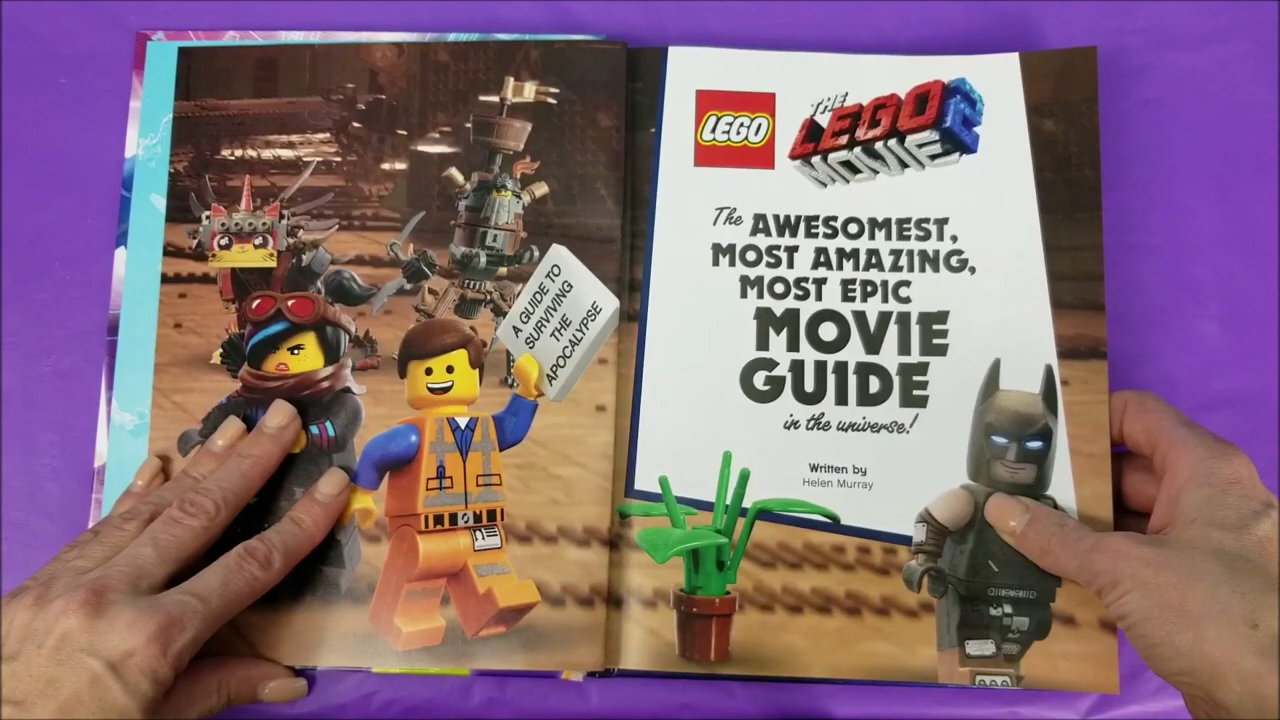 A GUIDE TO
SURVIVING
THE
APOCALYPSE
LEGO
THE
LEGO
MOVIE 2
The AWESOMEST,
MOST AMAZING,
MOST EPIC
MOVIE
GUIDE
in the universe!
Written by
Helen Murray